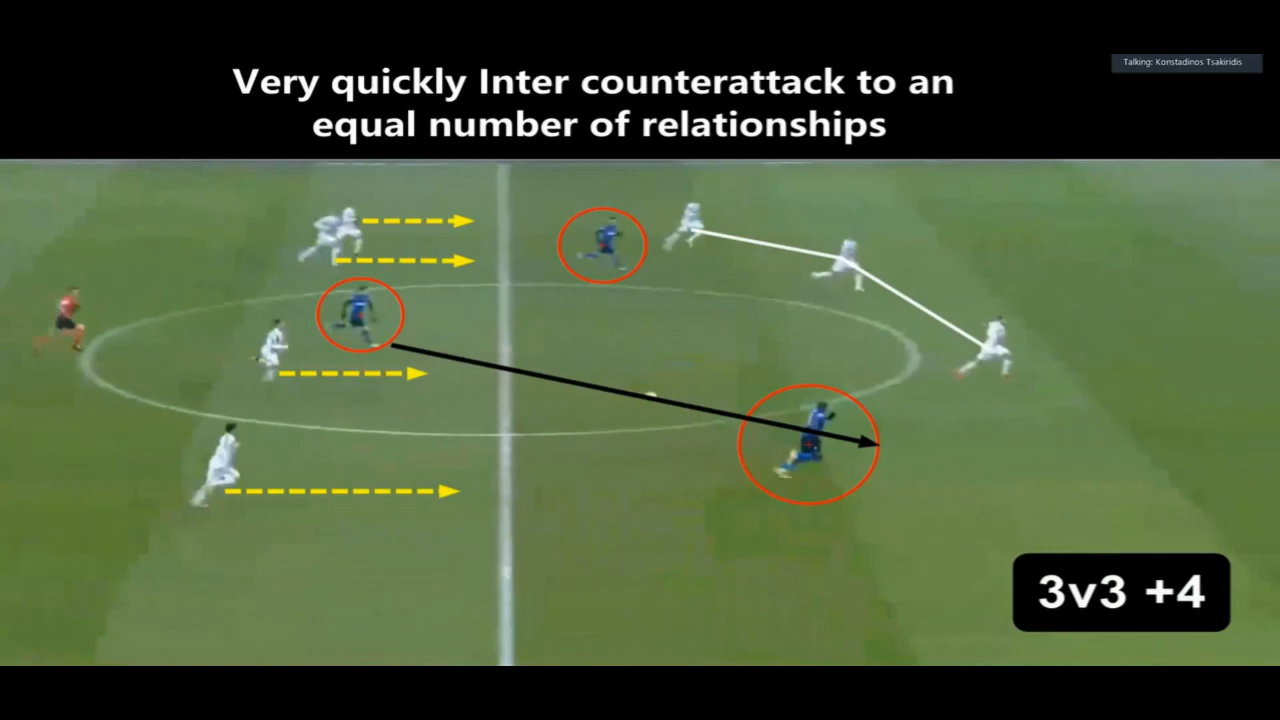 Talking: Konstadinos Tsakiridis
Very quickly Inter counterattack to an
equal number of relationships
3v3 +4